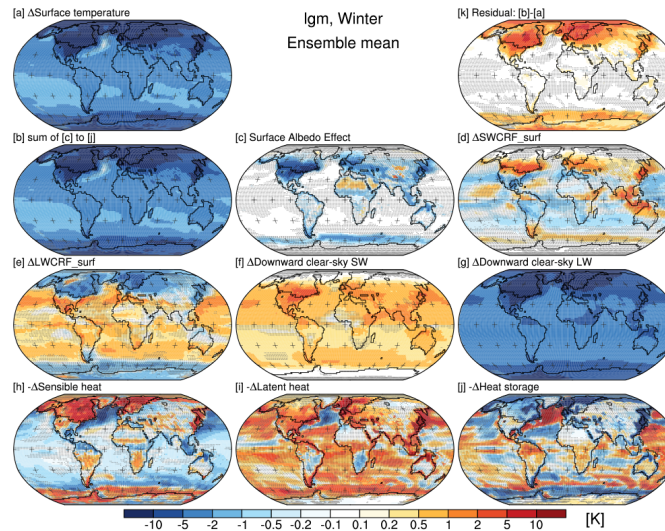 [a] ΔSurface temperature
lgm, Winter
Ensemble mean
[k] Residual: [b]-[a]
[b] sum of [c] to [j]
[c] Surface Albedo Effect
[d] ΔSWCRF_surf
[e] ΔLWCRF_surf
[f] ΔDownward clear-sky SW
[g] ΔDownward clear-sky LW
[h] -ΔSensible heat
[i] -ΔLatent heat
[j] -ΔHeat storage
-10 -5 -2 -1 -0.5 -0.2 -0.1 0.1 0.2 0.5 1 2 5 10 [K]